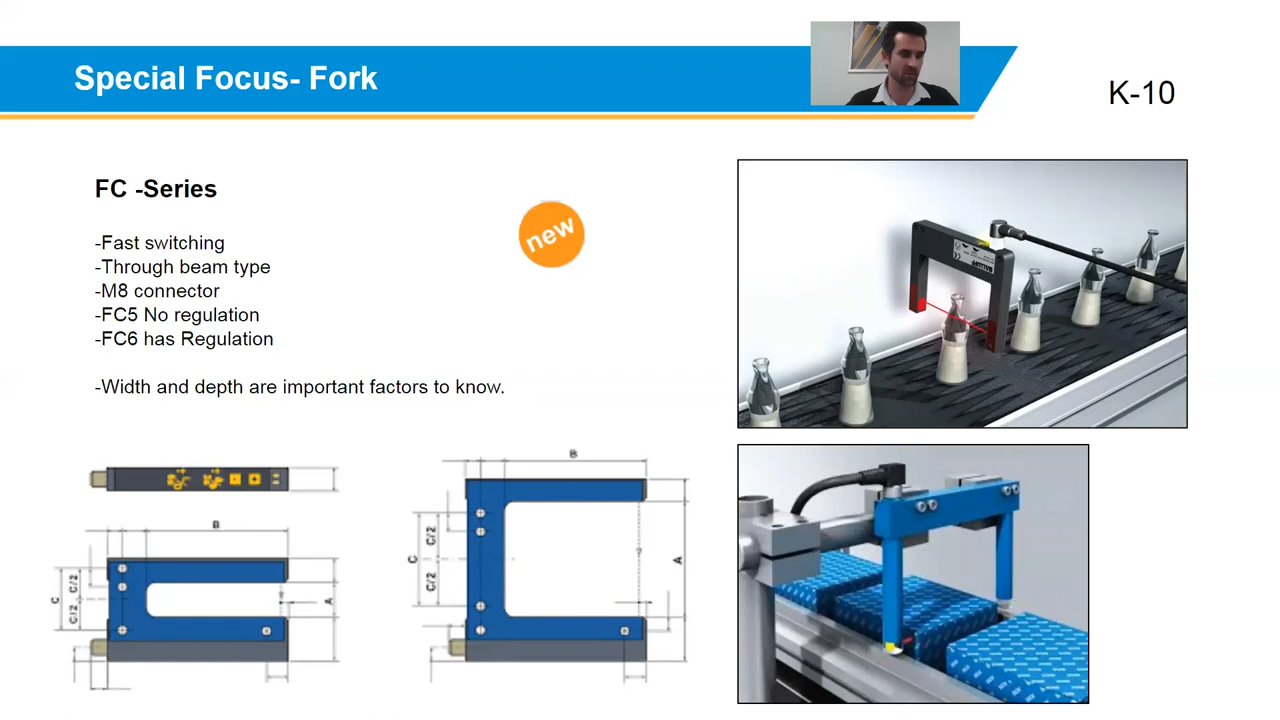 Special Focus- Fork
K-10
FC -Series
-Fast switching
-Through beam type
-M8 connector
-FC5 No regulation
-FC6 has Regulation
-Width and depth are important factors to know.
new
BALLUFF
B
C
C/2
C/2
A
B
C
C/2
C/2
A